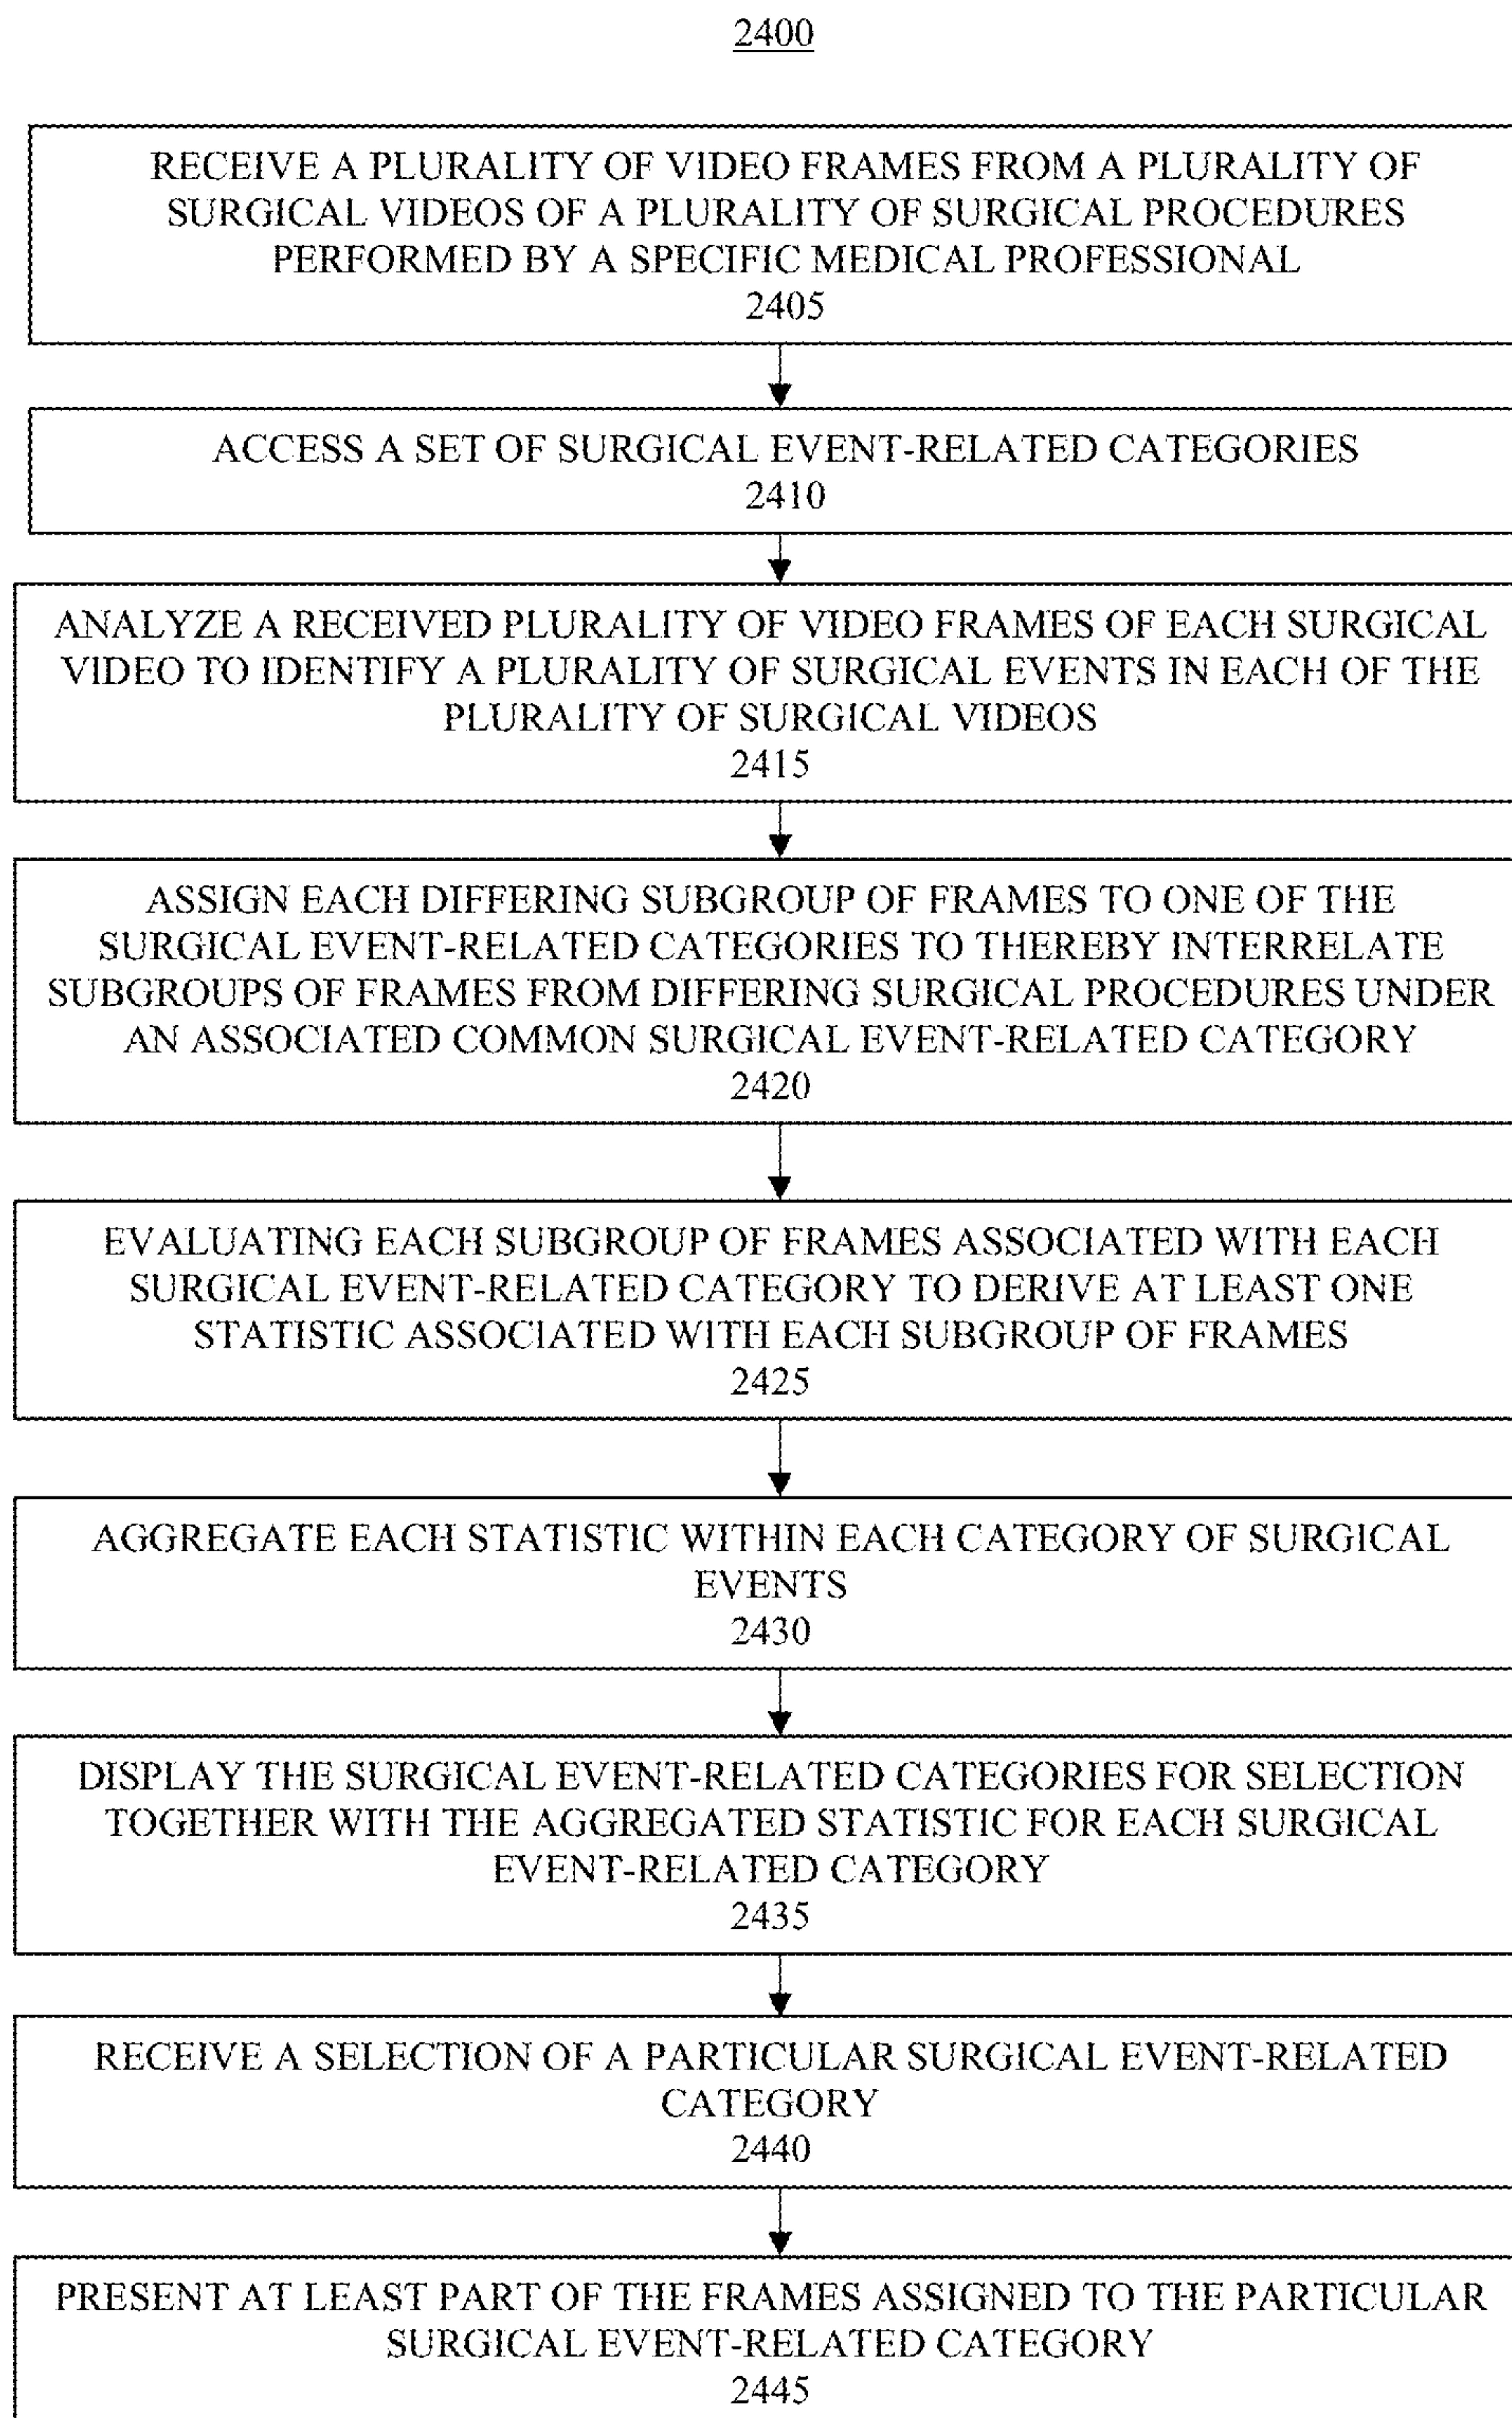 2400
RECEIVE A PLURALITY OF VIDEO FRAMES FROM A PLURALITY OF
SURGICAL VIDEOS OF A PLURALITY OF SURGICAL PROCEDURES
PERFORMED BY A SPECIFIC MEDICAL PROFESSIONAL
2405
ACCESS A SET OF SURGICAL EVENT-RELATED CATEGORIES
2410
ANALYZE A RECEIVED PLURALITY OF VIDEO FRAMES OF EACH SURGICAL
VIDEO TO IDENTIFY A PLURALITY OF SURGICAL EVENTS IN EACH OF THE
PLURALITY OF SURGICAL VIDEOS
2415
ASSIGN EACH DIFFERING SUBGROUP OF FRAMES TO ONE OF THE
SURGICAL EVENT-RELATED CATEGORIES TO THEREBY INTERRELATE
SUBGROUPS OF FRAMES FROM DIFFERING SURGICAL PROCEDURES UNDER
AN ASSOCIATED COMMON SURGICAL EVENT-RELATED CATEGORY
2420
EVALUATING EACH SUBGROUP OF FRAMES ASSOCIATED WITH EACH
SURGICAL EVENT-RELATED CATEGORY TO DERIVE AT LEAST ONE
STATISTIC ASSOCIATED WITH EACH SUBGROUP OF FRAMES
2425
AGGREGATE EACH STATISTIC WITHIN EACH CATEGORY OF SURGICAL
EVENTS
2430
DISPLAY THE SURGICAL EVENT-RELATED CATEGORIES FOR SELECTION
TOGETHER WITH THE AGGREGATED STATISTIC FOR EACH SURGICAL
EVENT-RELATED CATEGORY
2435
RECEIVE A SELECTION OF A PARTICULAR SURGICAL EVENT-RELATED
CATEGORY
2440
PRESENT AT LEAST PART OF THE FRAMES ASSIGNED TO THE PARTICULAR
SURGICAL EVENT-RELATED CATEGORY
2445